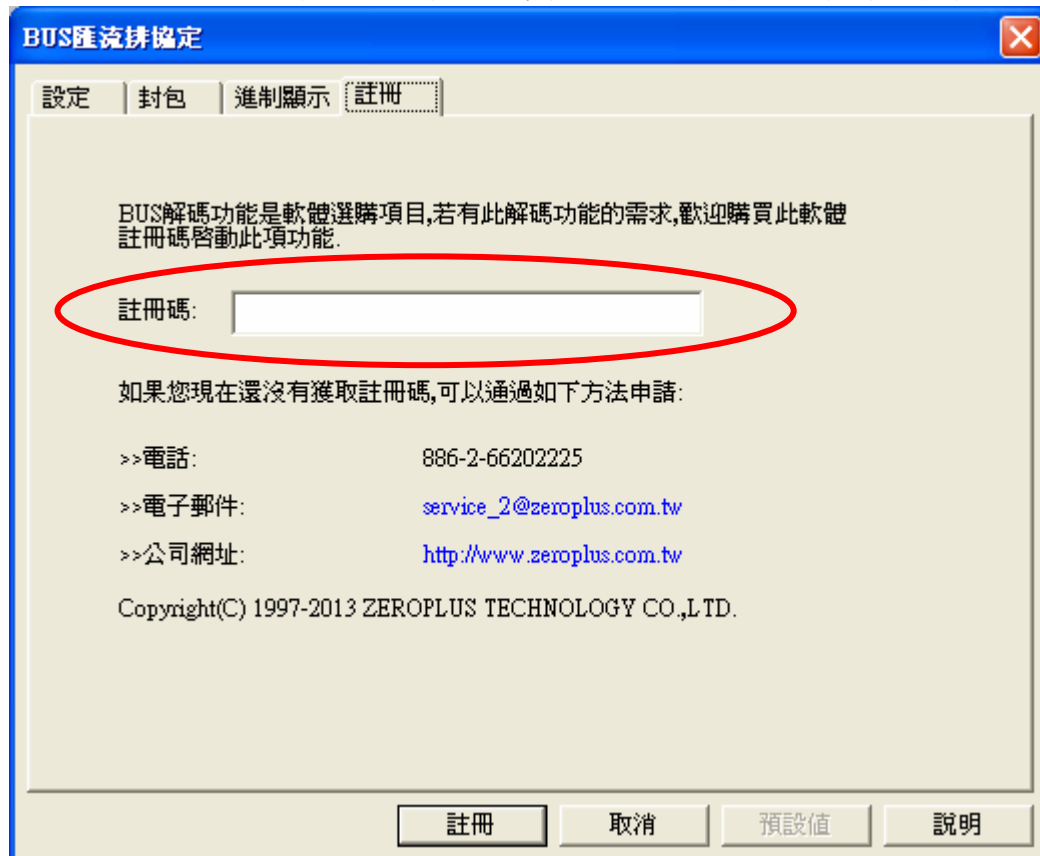 BUS匯流排協定
設定 封包 進制顯示 註冊
BUS解碼功能是軟體選購項目,若有此解碼功能的需求,歡迎購買此軟體
註冊碼啓動此項功能.
註冊碼:
如果您現在還沒有獲取註冊碼,可以通過如下方法申請:
>>電話: 886-2-66202225
>>電子郵件: service_2@zeroplus.com.tw
>>公司網址: http://www.zeroplus.com.tw
Copyright(C) 1997-2013 ZEROPLUS TECHNOLOGY CO.,LTD.
註冊 取消 預設值 說明